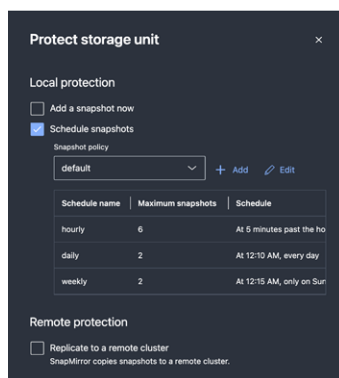 Protect storage unit
Local protection
Add a snapshot now
Schedule snapshots
Snapshot policy
default
Add
Edit
Schedule name Maximum snapshots Schedule
hourly 6 At 5 minutes past the ho
daily 2 At 12:10 AM, every day
weekly 2 At 12:15 AM, only on Sun
Remote protection
Replicate to a remote cluster
SnapMirror copies snapshots to a remote cluster.